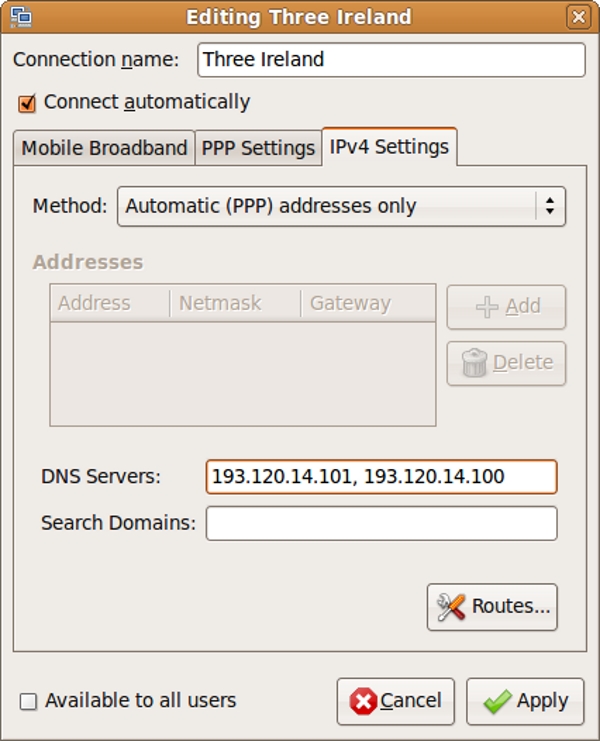 Editing Three Ireland
Connection name: Three Ireland
Connect automatically
Mobile Broadband PPP Settings IPv4 Settings
Method: Automatic (PPP) addresses only
Addresses
Address Netmask Gateway
Add
Delete
DNS Servers: 193.120.14.101, 193.120.14.100
Search Domains:
Routes...
Available to all users Cancel Apply